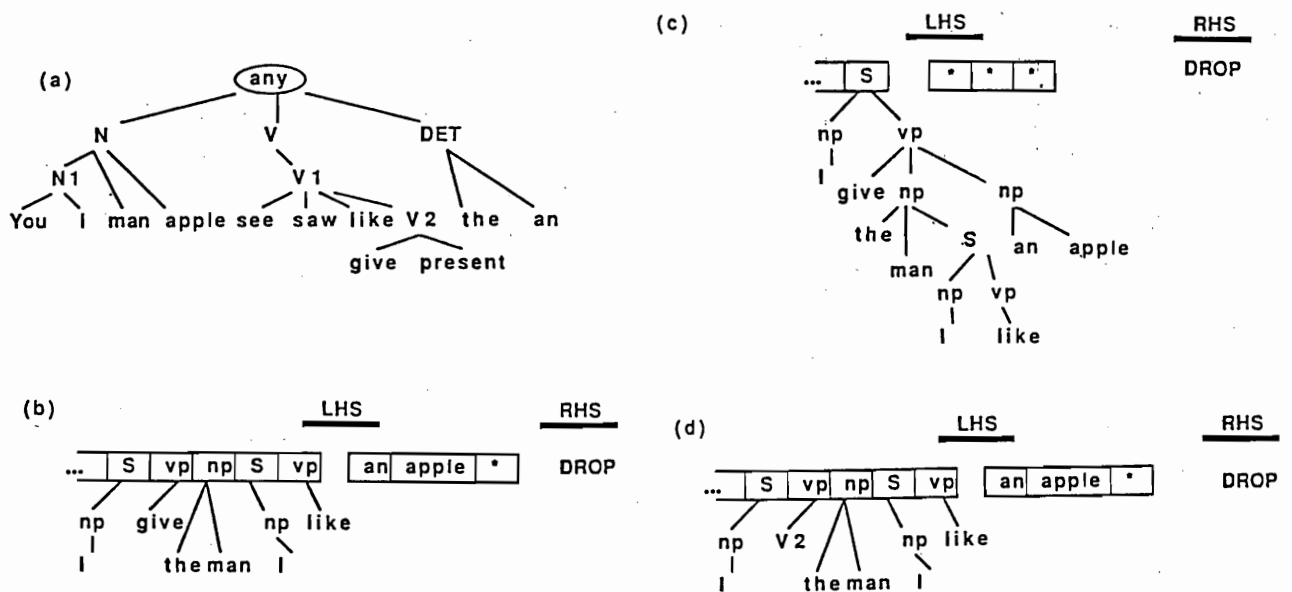 (a)
any
N V DET
N1 V1
You I man apple see saw like V2 the an
give present
(c)
LHS RHS
... S * * * DROP
np vp
I give np np
the man S an apple
np vp
I like
(b)
LHS RHS
... S vp np S vp an apple * DROP
np give np like
I the man I
(d)
LHS RHS
... S vp np S vp an apple * DROP
np V2 np like
I the man I